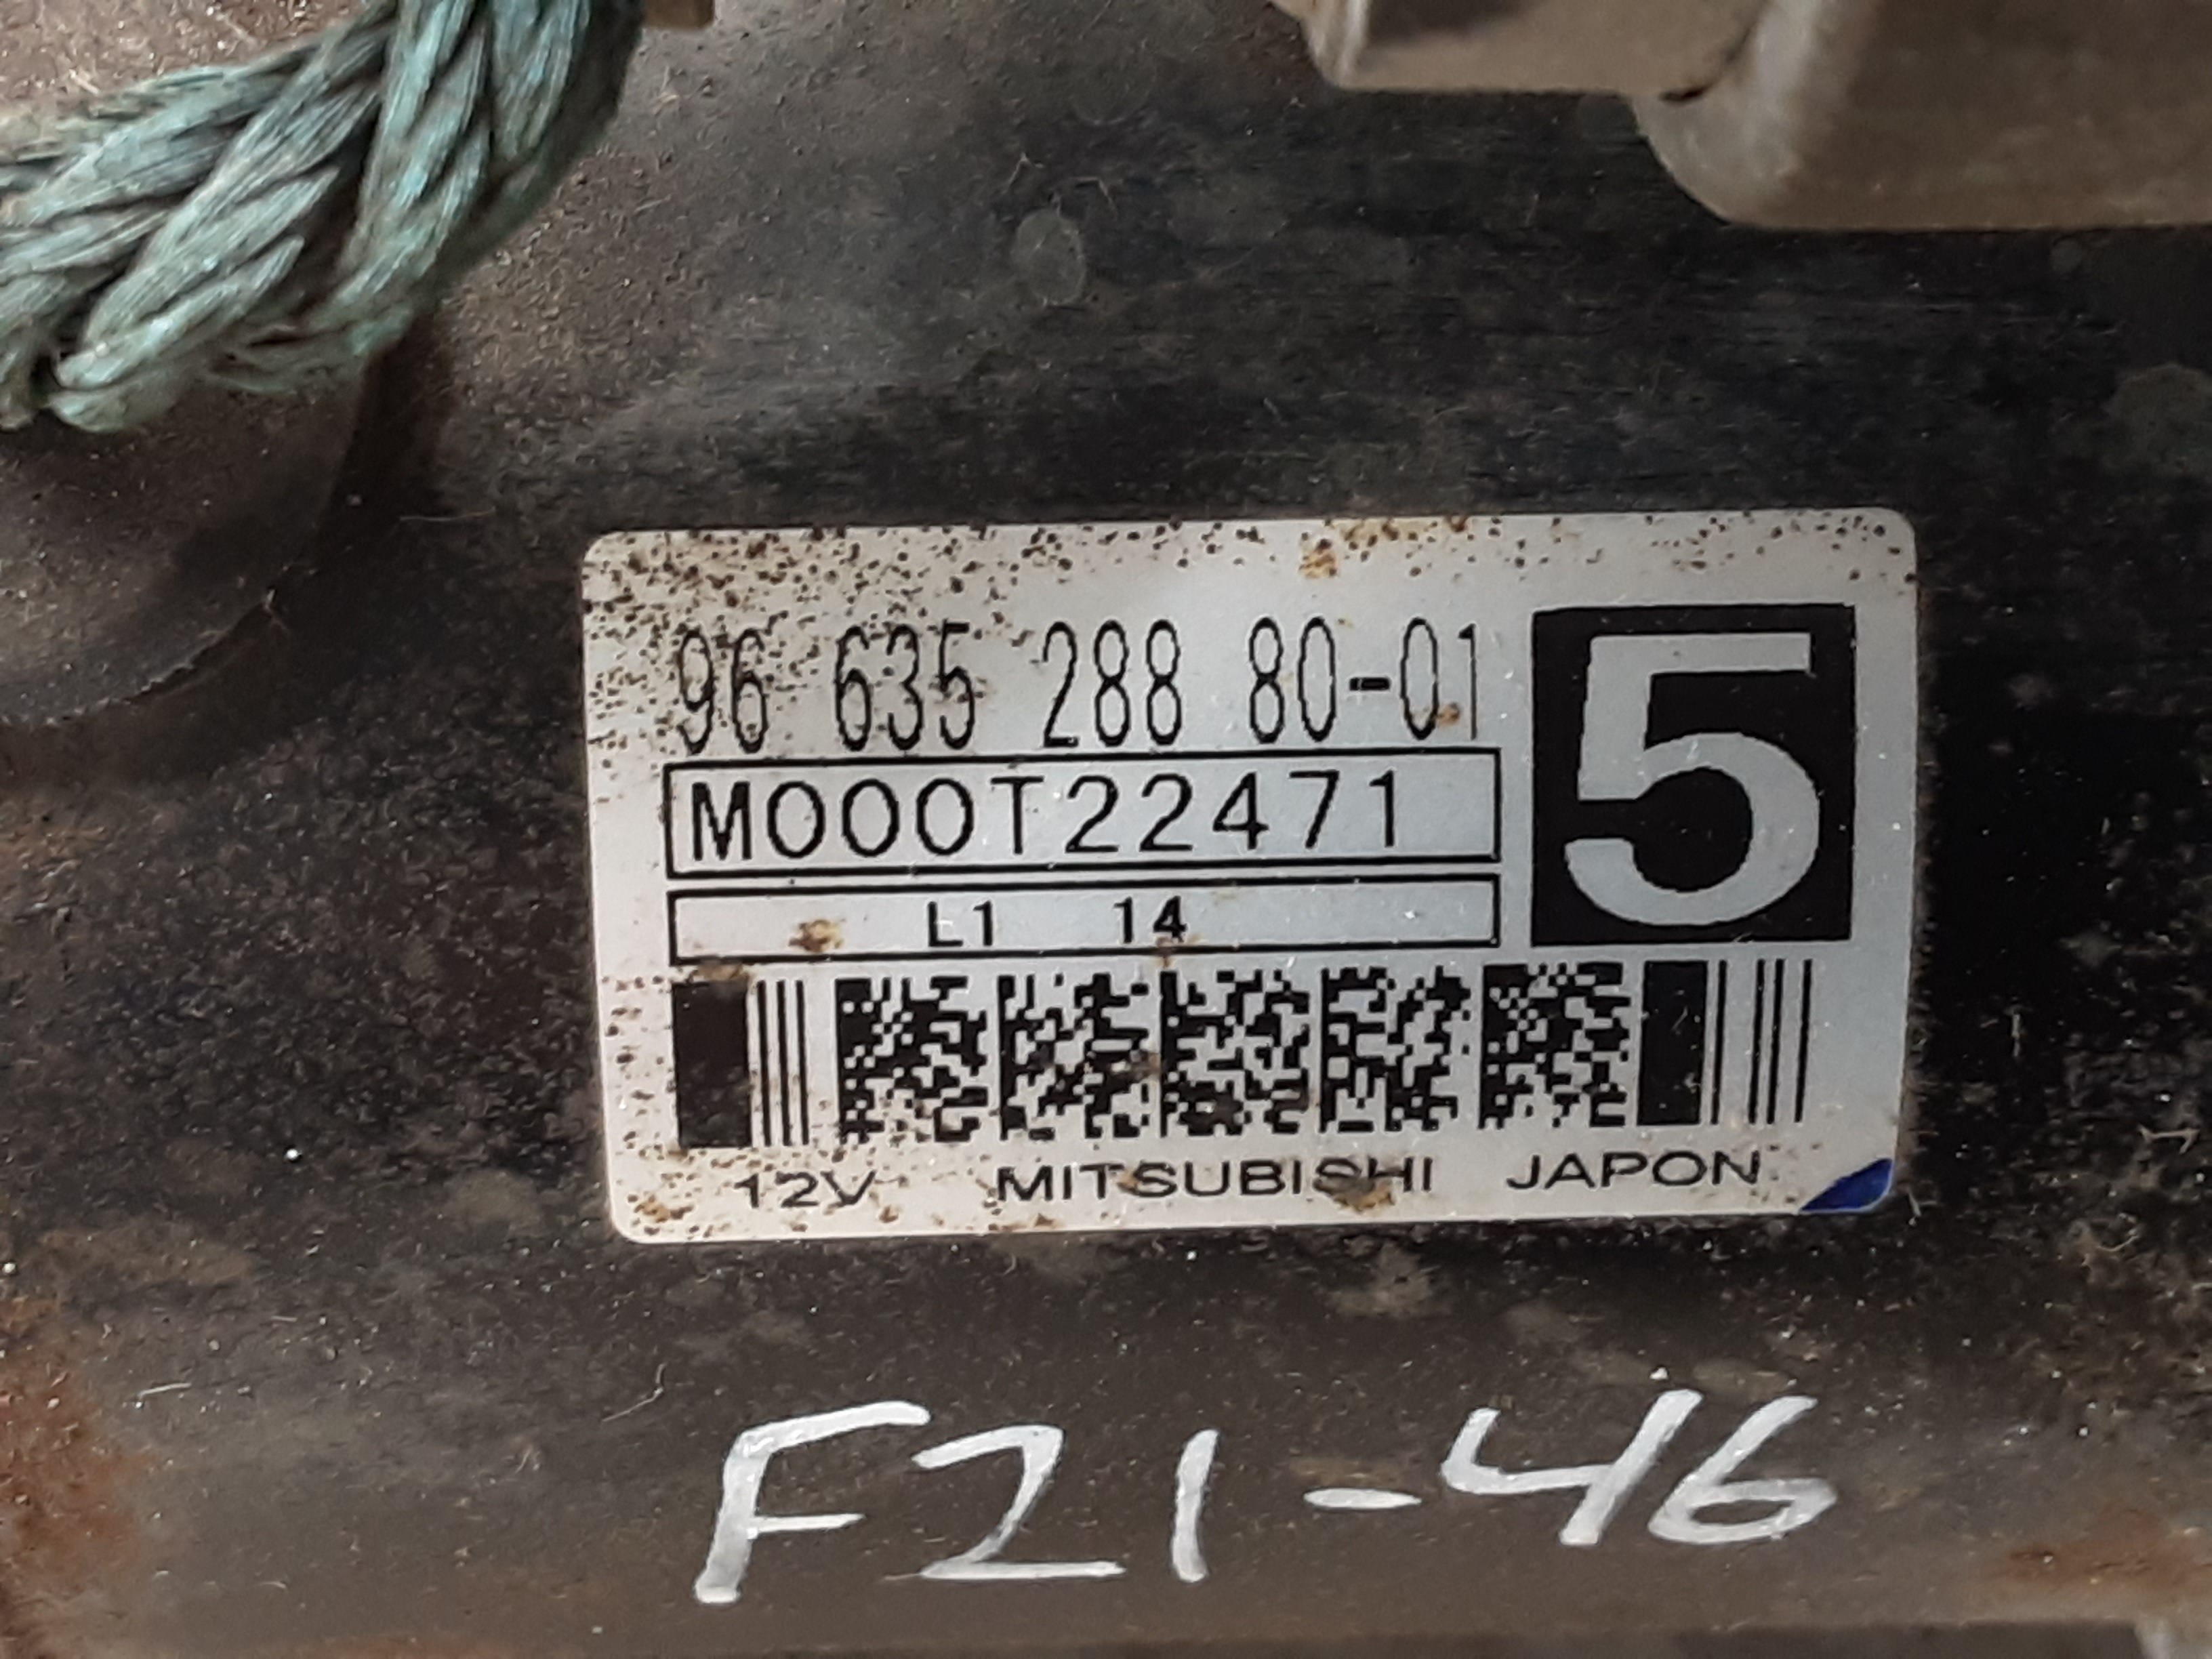 96 635 288 80-01
5
M000T22471
L1 14
12V MITSUBISHI JAPON
F21-46